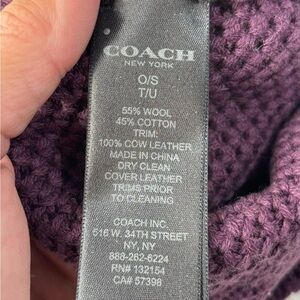 COACH
NEW YORK
O/S
T/U
55% WOOL
45% COTTON
TRIM:
100% COW LEATHER
MADE IN CHINA
DRY CLEAN
COVER LEATHER
TRIMS PRIOR
TO CLEANING
COACH INC.
516 W. 34TH STREET
NY, NY
888-262-6224
RN# 132154
CA# 57398